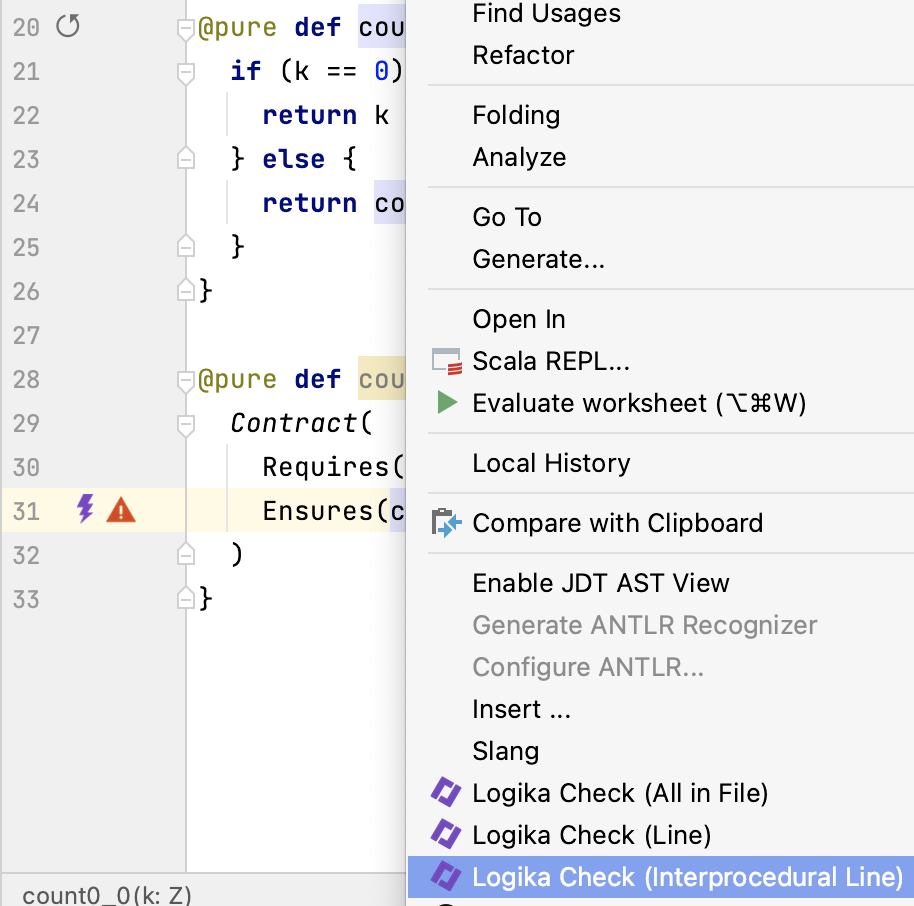 20 @pure def cou
21 if (k == 0)
22 return k
23 } else {
24 return co
25 }
26 }
27
28 @pure def cou
29 Contract(
30 Requires(
31 Ensures(c
32 )
33 }
count0_0(k: Z)
Find Usages
Refactor
Folding
Analyze
Go To
Generate...
Open In
Scala REPL...
Evaluate worksheet (⌥⌘W)
Local History
Compare with Clipboard
Enable JDT AST View
Generate ANTLR Recognizer
Configure ANTLR...
Insert ...
Slang
Logika Check (All in File)
Logika Check (Line)
Logika Check (Interprocedural Line)